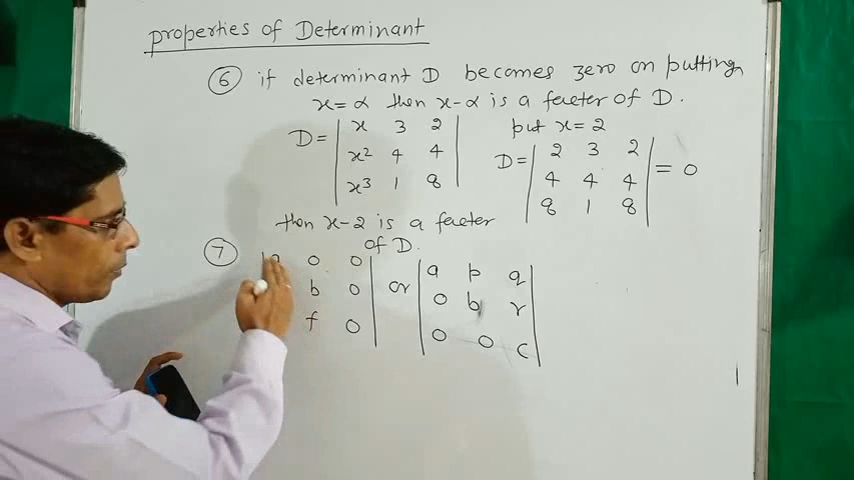 properties of Determinant
⑥ if determinant D becomes zero on putting
x=α then x-α is a facter of D.
D= | x 3 2 |
| x2 4 4 |
| x3 1 8 |
put x=2
D= | 2 3 2 |
| 4 4 4 | = 0
| 8 1 8 |
then x-2 is a facter
of D.
⑦ | 0 0 |
b 0 |
f 0 |
or | a p q |
| 0 b r |
| 0 0 c |